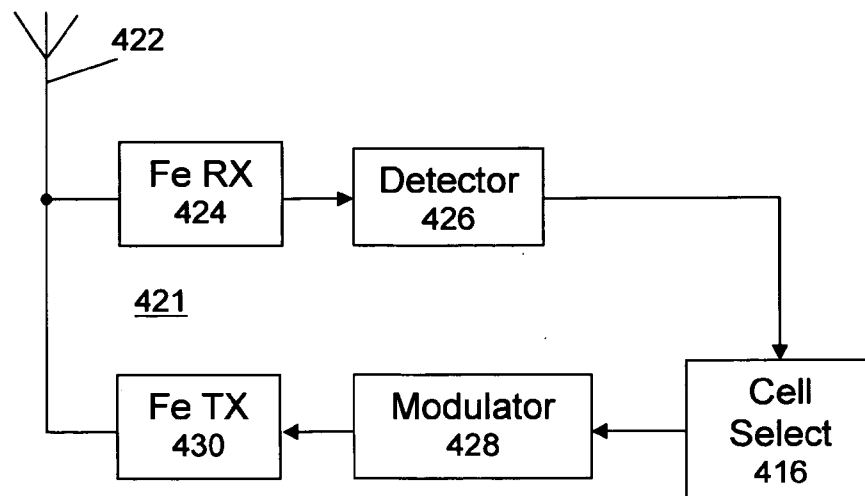 422
Fe RX
424
Detector
426
421
Fe TX
430
Modulator
428
Cell
Select
416